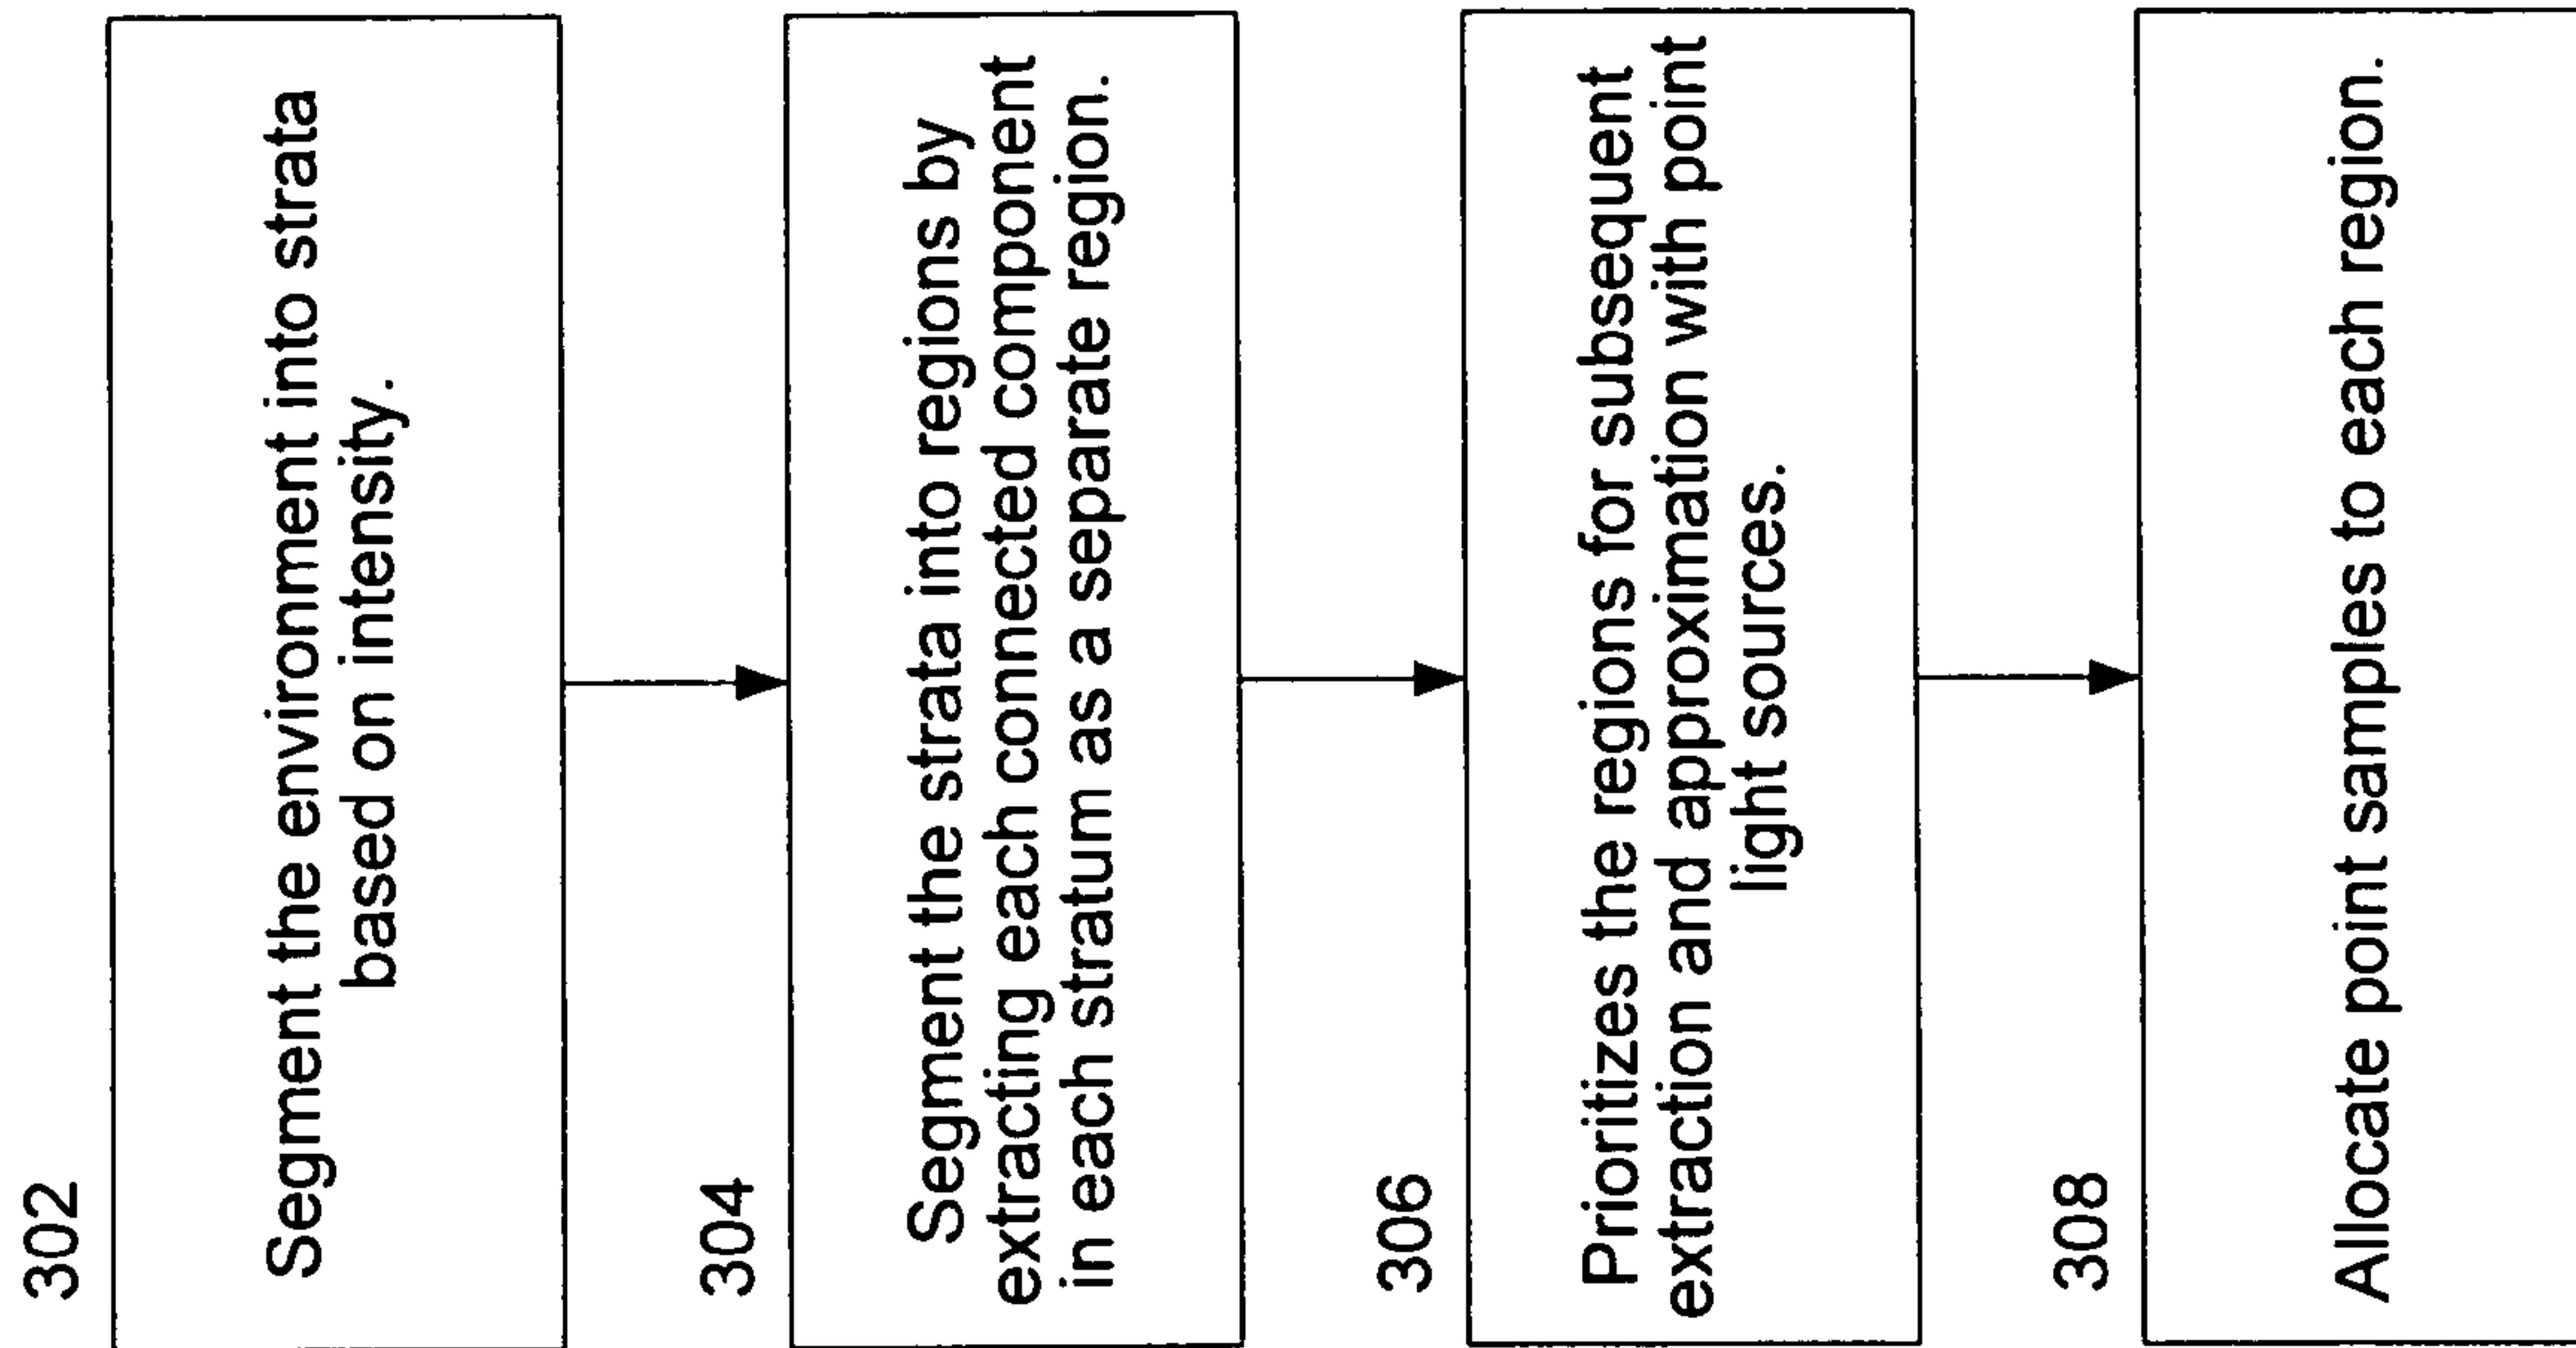 302
Segment the environment into strata
based on intensity.
304
Segment the strata into regions by
extracting each connected component
in each stratum as a separate region.
306
Prioritizes the regions for subsequent
extraction and approximation with point
light sources.
308
Allocate point samples to each region.